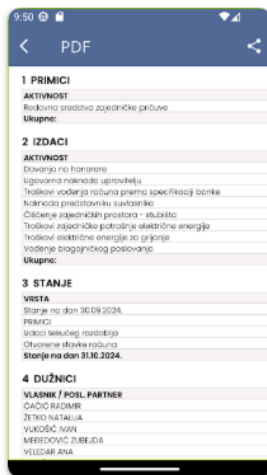 9:50
PDF
1 PRIMICI
AKTIVNOST
Redovna sredstva zajedničke pričuve
Ukupno:
2 IZDACI
AKTIVNOST
Davanja na honorare
Ugovorna naknada upravitelju
Troškovi vođenja računa prema specifikaciji banke
Naknada predstavniku suvlasnika
Čišćenje zajedničkih prostora - stubišta
Troškovi zajedničke potrošnje električne energije
Troškovi električne energije za grijanje
Vođenje blagajničkog poslovanja
Ukupno:
3 STANJE
VRSTA
Stanje na dan 30.09.2024.
PRIMICI
Izdaci tekućeg razdoblja
Otvorene stavke računa
Stanje na dan 31.10.2024.
4 DUŽNICI
VLASNIK / POSL. PARTNER
ČAČIĆ RADIMIR
ŽETKO NATALIJA
VUKOŠIĆ IVAN
MEĐEDOVIĆ ZUBEJDA
VELEDAR ANA